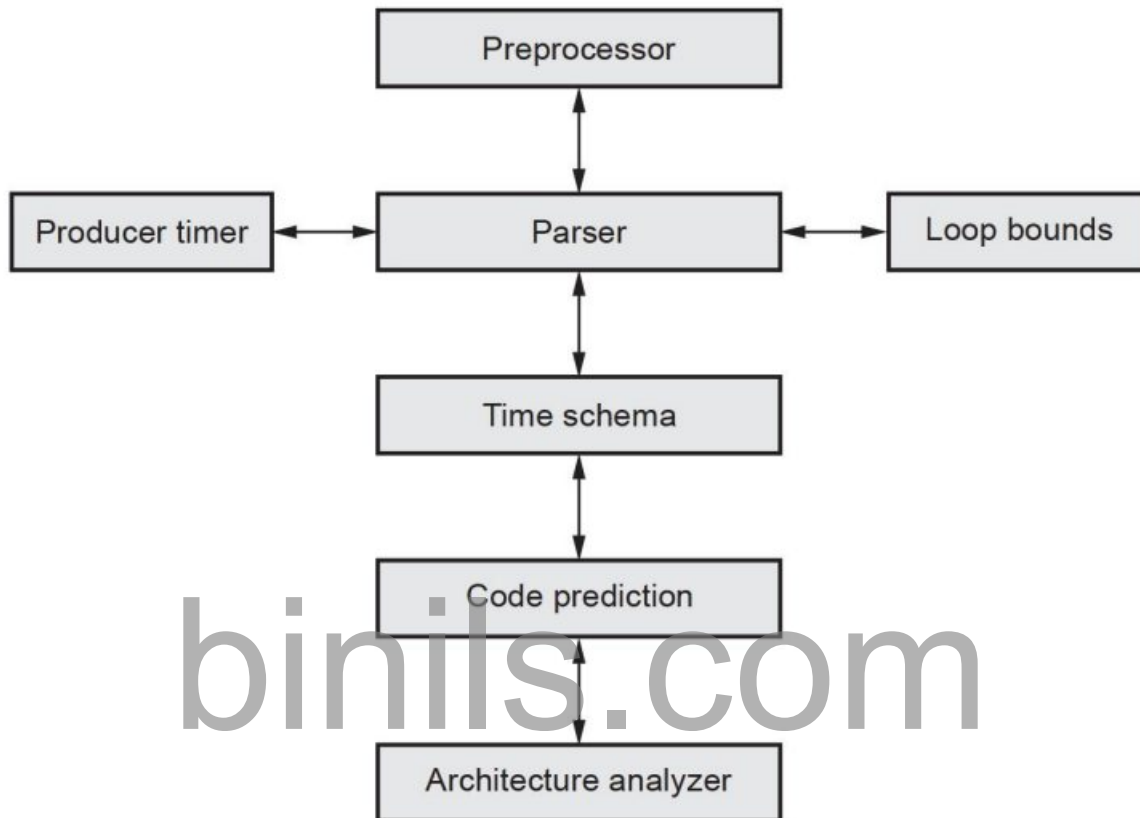 Preprocessor
Producer timer
Parser
Loop bounds
Time schema
Code prediction
binils.com
Architecture analyzer